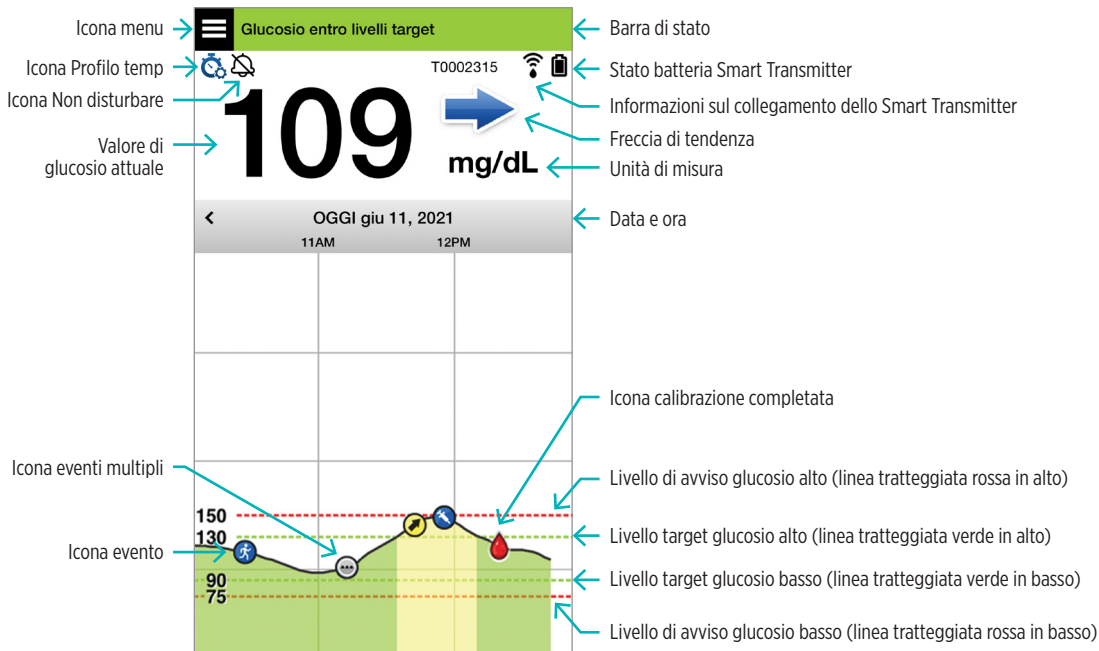 Icona menu
Icona Profilo temp
Icona Non disturbare
Valore di
glucosio attuale
Icona eventi multipli
Icona evento
Glucosio entro livelli target
T0002315
109
mg/dL
OGGI giu 11, 2021
11AM
12PM
150
130
90
75
Barra di stato
Stato batteria Smart Transmitter
Informazioni sul collegamento dello Smart Transmitter
Freccia di tendenza
Unità di misura
Data e ora
Icona calibrazione completata
Livello di avviso glucosio alto (linea tratteggiata rossa in alto)
Livello target glucosio alto (linea tratteggiata verde in alto)
Livello target glucosio basso (linea tratteggiata verde in basso)
Livello di avviso glucosio basso (linea tratteggiata rossa in basso)